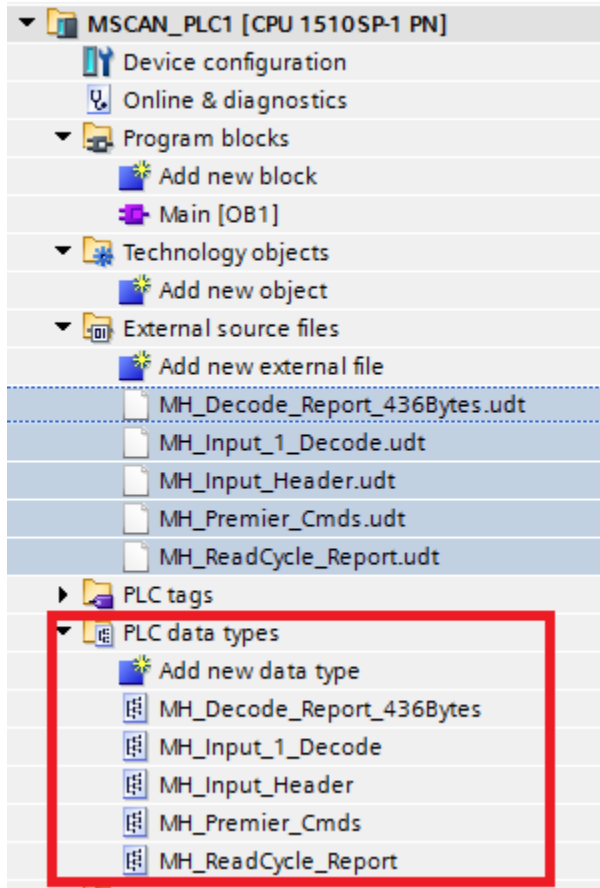 MSCAN_PLC1 [CPU 1510SP-1 PN]
Device configuration
Online & diagnostics
Program blocks
Add new block
Main [OB1]
Technology objects
Add new object
External source files
Add new external file
MH_Decode_Report_436Bytes.udt
MH_Input_1_Decode.udt
MH_Input_Header.udt
MH_Premier_Cmds.udt
MH_ReadCycle_Report.udt
PLC tags
PLC data types
Add new data type
MH_Decode_Report_436Bytes
MH_Input_1_Decode
MH_Input_Header
MH_Premier_Cmds
MH_ReadCycle_Report